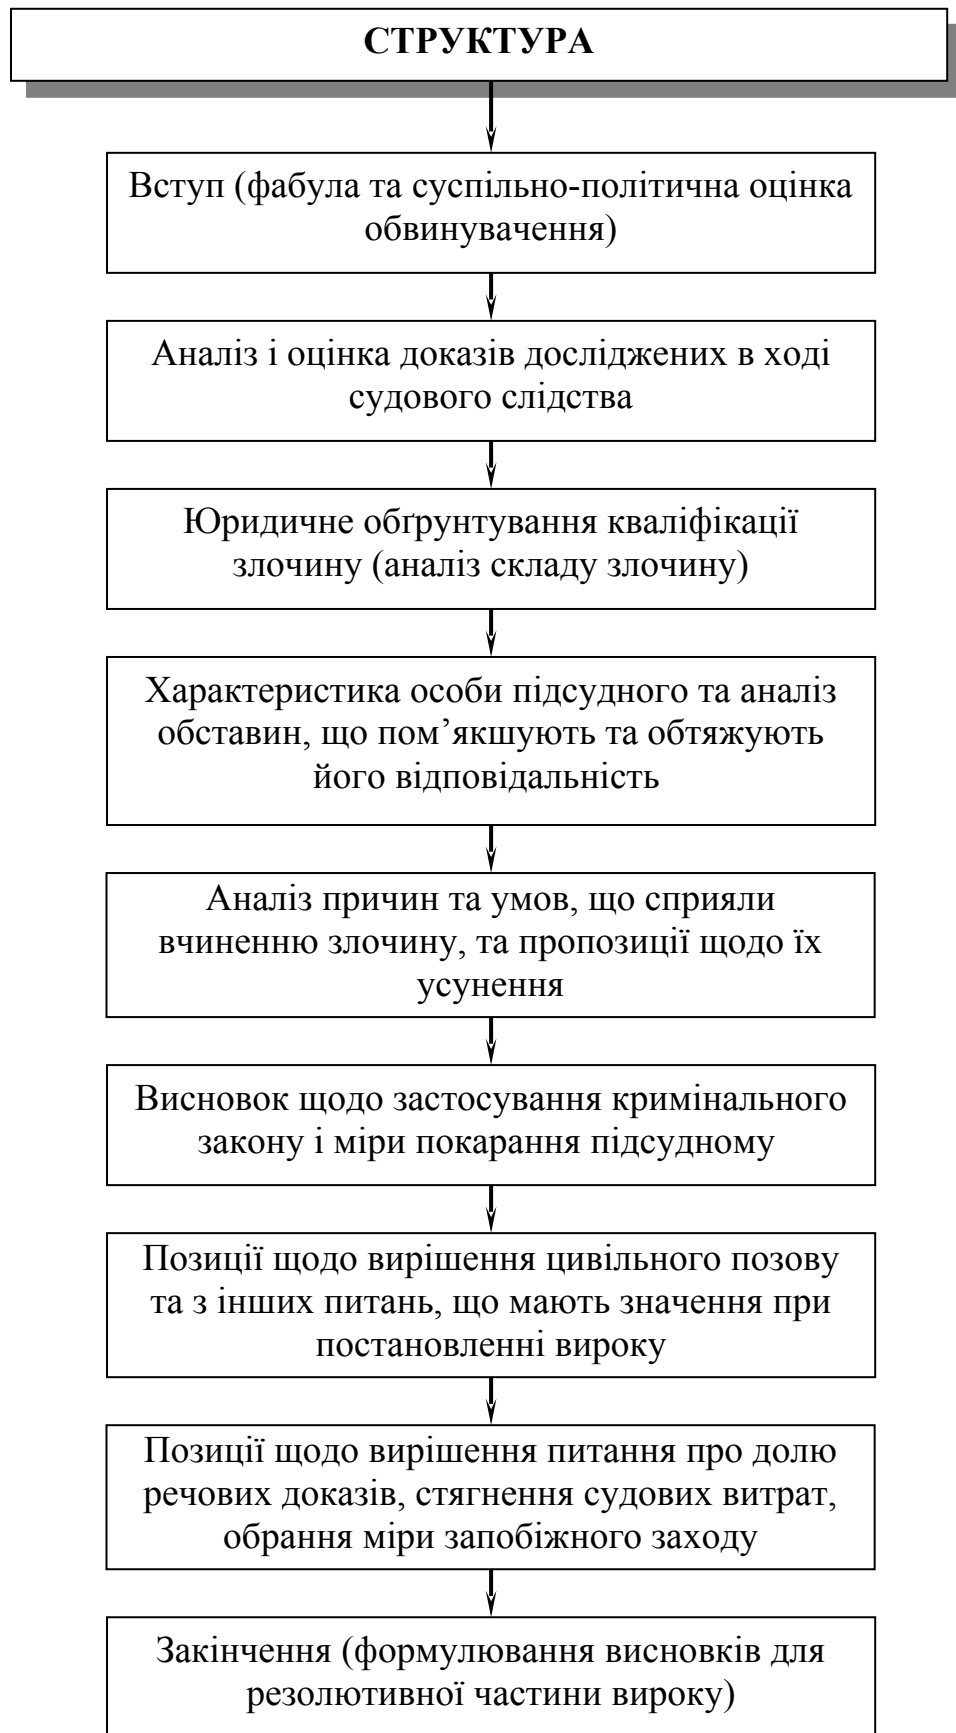 СТРУКТУРА
Вступ (фабула та суспільно-політична оцінка
обвинувачення)
Аналіз і оцінка доказів досліджених в ході
судового слідства
Юридичне обґрунтування кваліфікації
злочину (аналіз складу злочину)
Характеристика особи підсудного та аналіз
обставин, що пом’якшують та обтяжують
його відповідальність
Аналіз причин та умов, що сприяли
вчиненню злочину, та пропозиції щодо їх
усунення
Висновок щодо застосування кримінального
закону і міри покарання підсудному
Позиції щодо вирішення цивільного позову
та з інших питань, що мають значення при
постановленні вироку
Позиції щодо вирішення питання про долю
речових доказів, стягнення судових витрат,
обрання міри запобіжного заходу
Закінчення (формулювання висновків для
резолютивної частини вироку)